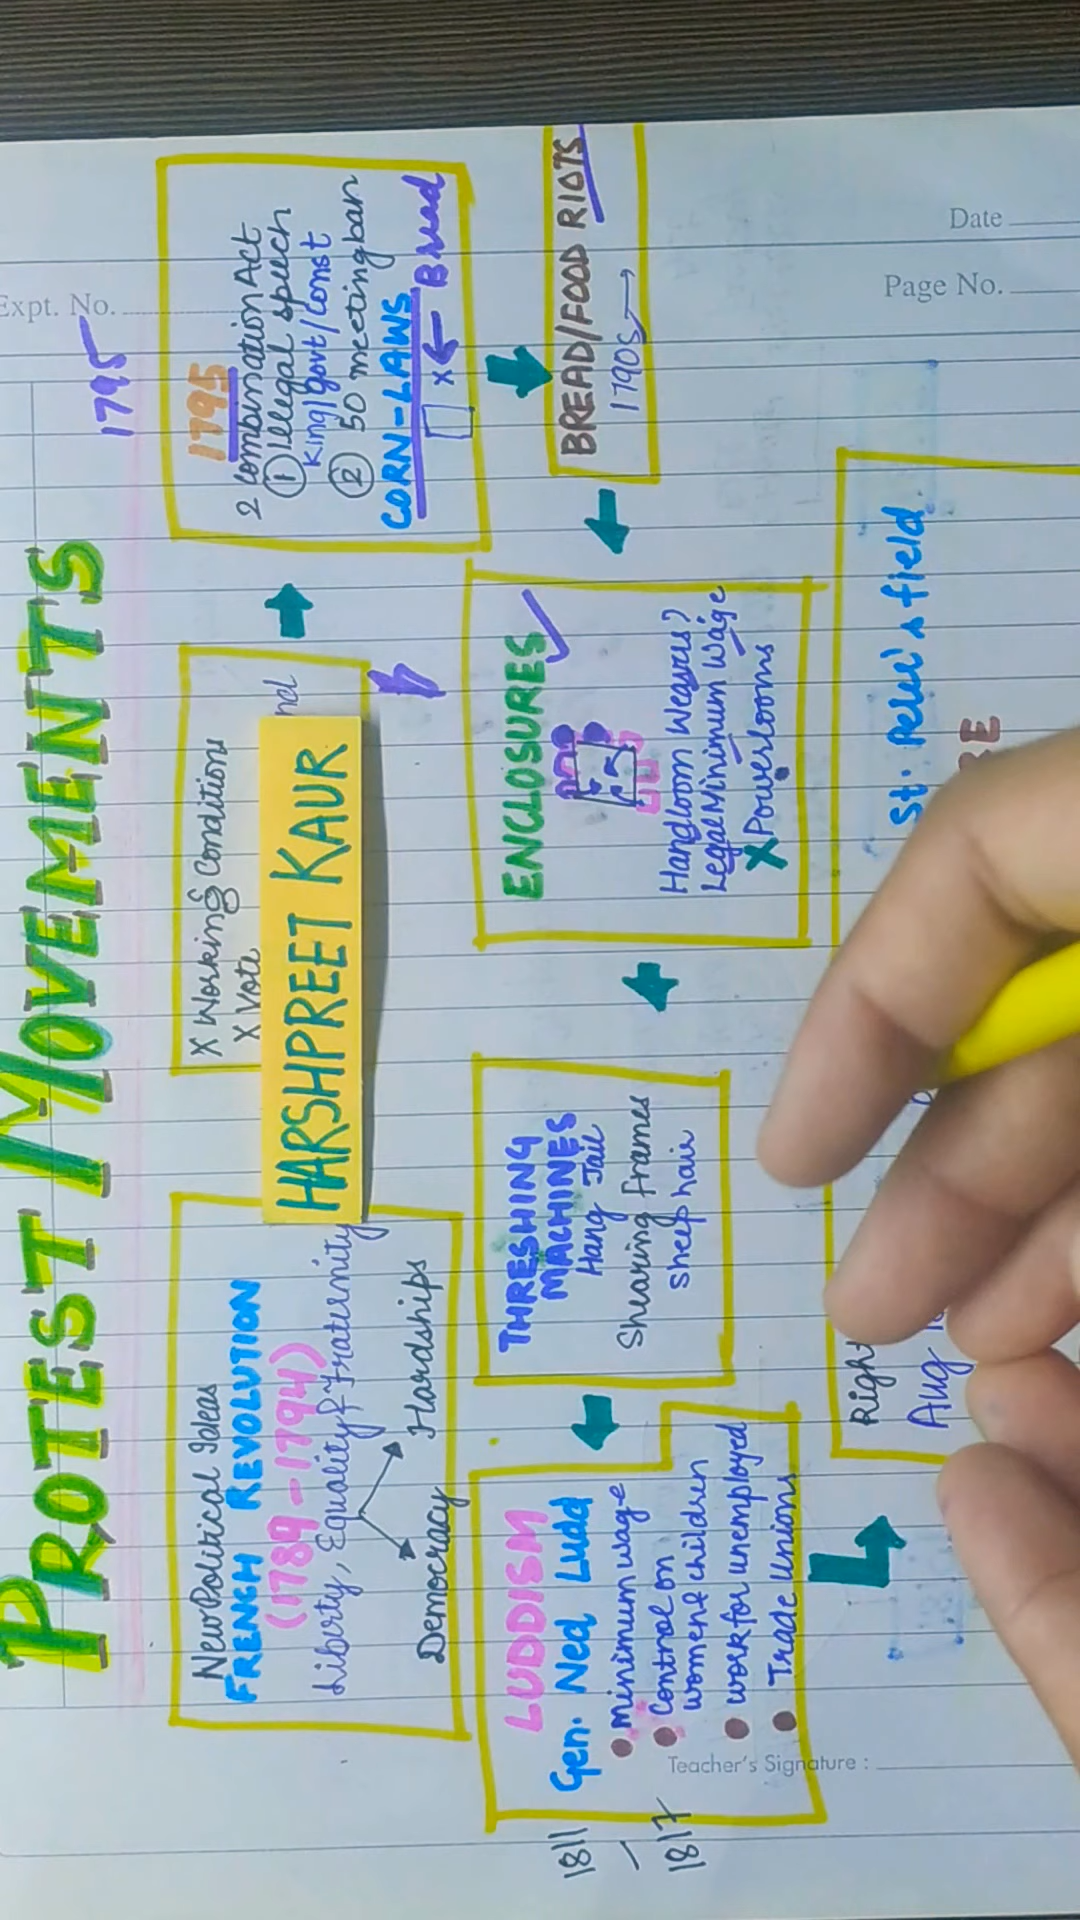 Expt. No.
Date
Page No.
1795
PROTEST MOVEMENTS
New Political Ideas
FRENCH REVOLUTION
(1789-1794)
Liberty, Equality & Fraternity
Democracy Hardships
X Working Condition
X Vote
nd
HARSHPREET KAUR
1795
2 Combination Act
① Illegal speech
King/Govt/Const
② 50 meeting ban
CORN-LAWS
x ← Bread
BREAD/FOOD RIOTS
1790s →
ENCLOSURES
Handloom Weavers?
Legal Minimum Wage
X Powerlooms
THRESHING
MACHINES
Hang Jail
Shearing Frames
Sheep hair
LUDDISM
Gen. Ned Ludd
1811
-
1817
• minimum wage
• Control on
women & children
• work for unemployed
• Trade Unions
St.
field
Right
Aug
Teacher's Signature :